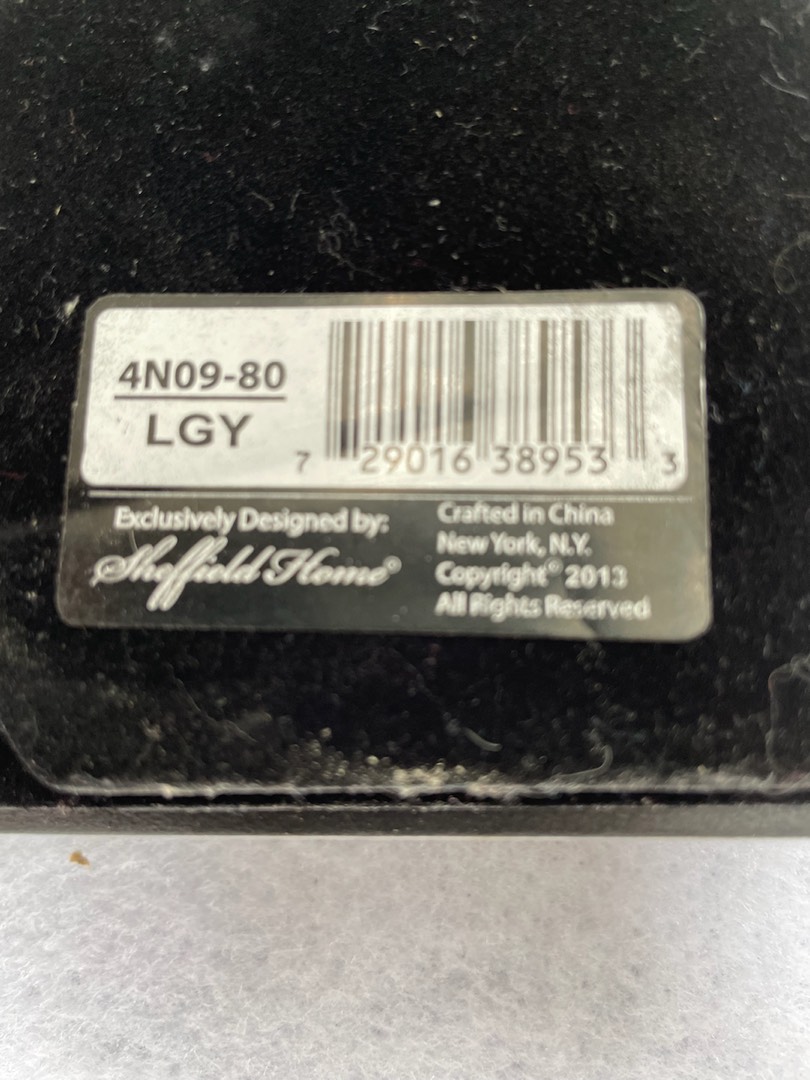 4N09-80
LGY
7 29016 38953 3
Exclusively Designed by:
Sheffield Home®
Crafted in China
New York, N.Y.
Copyright© 2013
All Rights Reserved